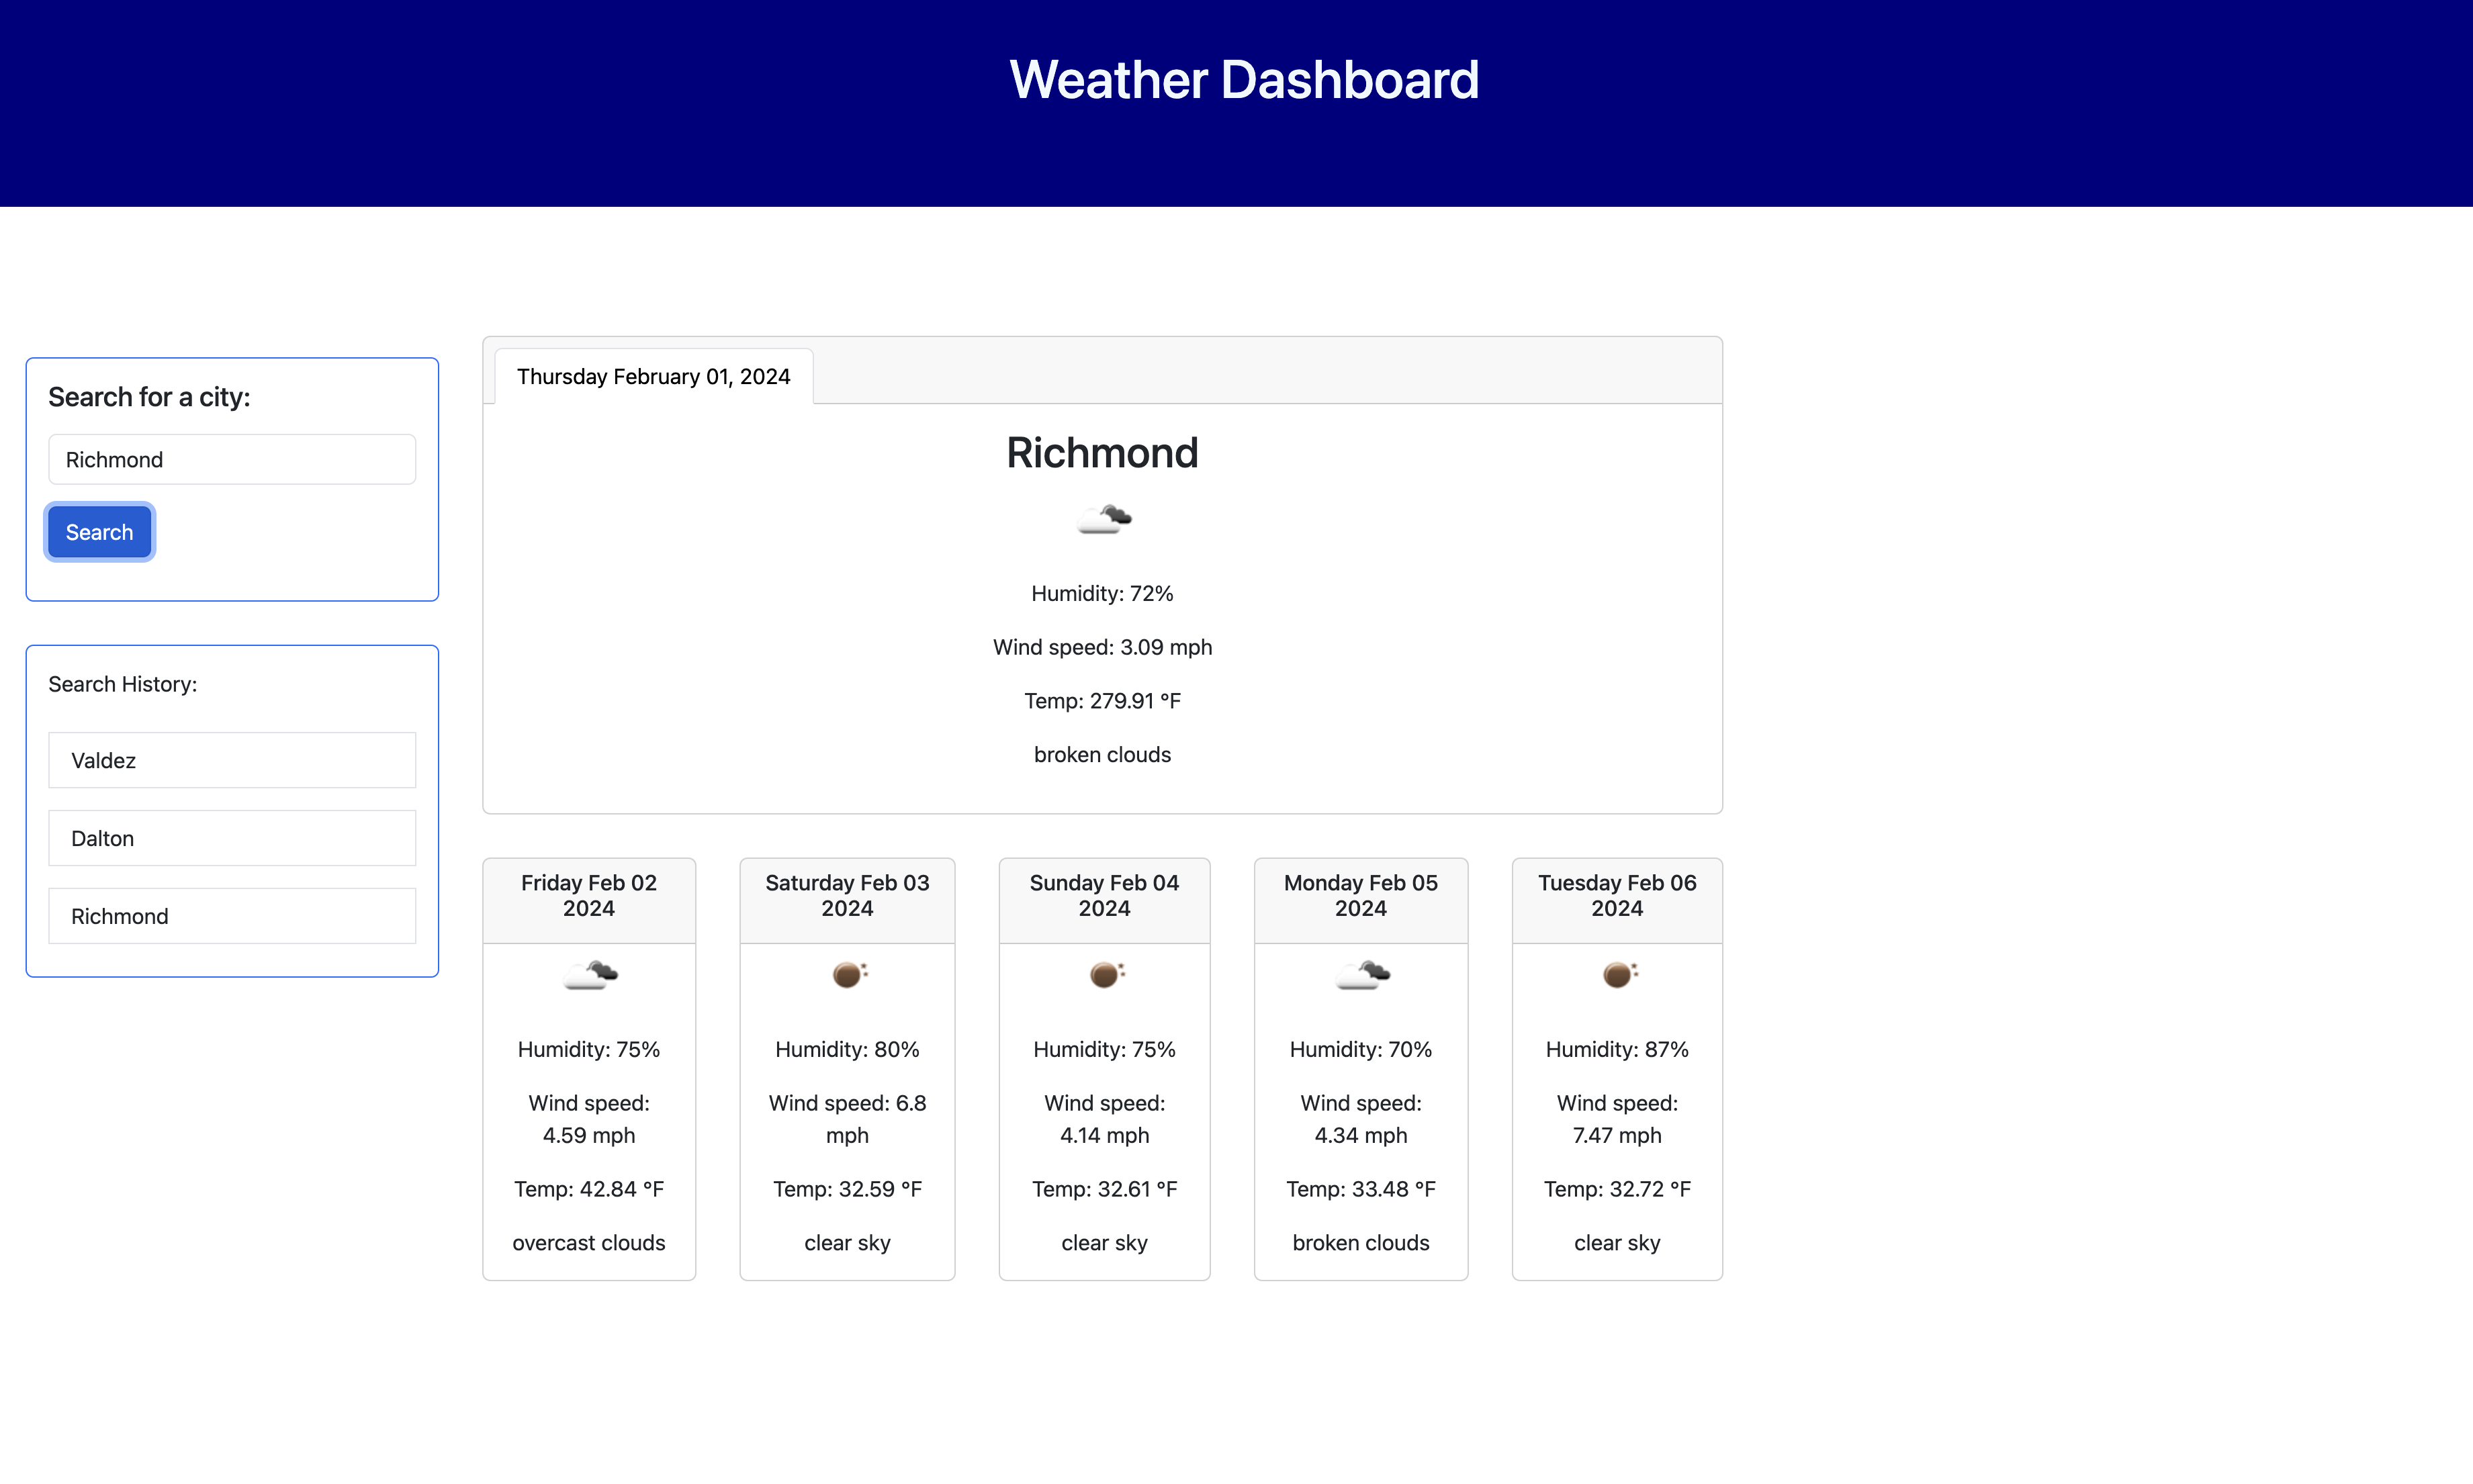 Weather Dashboard
Search for a city:
Richmond
Search
Search History:
Valdez
Dalton
Richmond
Thursday February 01, 2024
Richmond
Humidity: 72%
Wind speed: 3.09 mph
Temp: 279.91 °F
broken clouds
Friday Feb 02
2024
Humidity: 75%
Wind speed:
4.59 mph
Temp: 42.84 °F
overcast clouds
Saturday Feb 03
2024
Humidity: 80%
Wind speed: 6.8
mph
Temp: 32.59 °F
clear sky
Sunday Feb 04
2024
Humidity: 75%
Wind speed:
4.14 mph
Temp: 32.61 °F
clear sky
Monday Feb 05
2024
Humidity: 70%
Wind speed:
4.34 mph
Temp: 33.48 °F
broken clouds
Tuesday Feb 06
2024
Humidity: 87%
Wind speed:
7.47 mph
Temp: 32.72 °F
clear sky